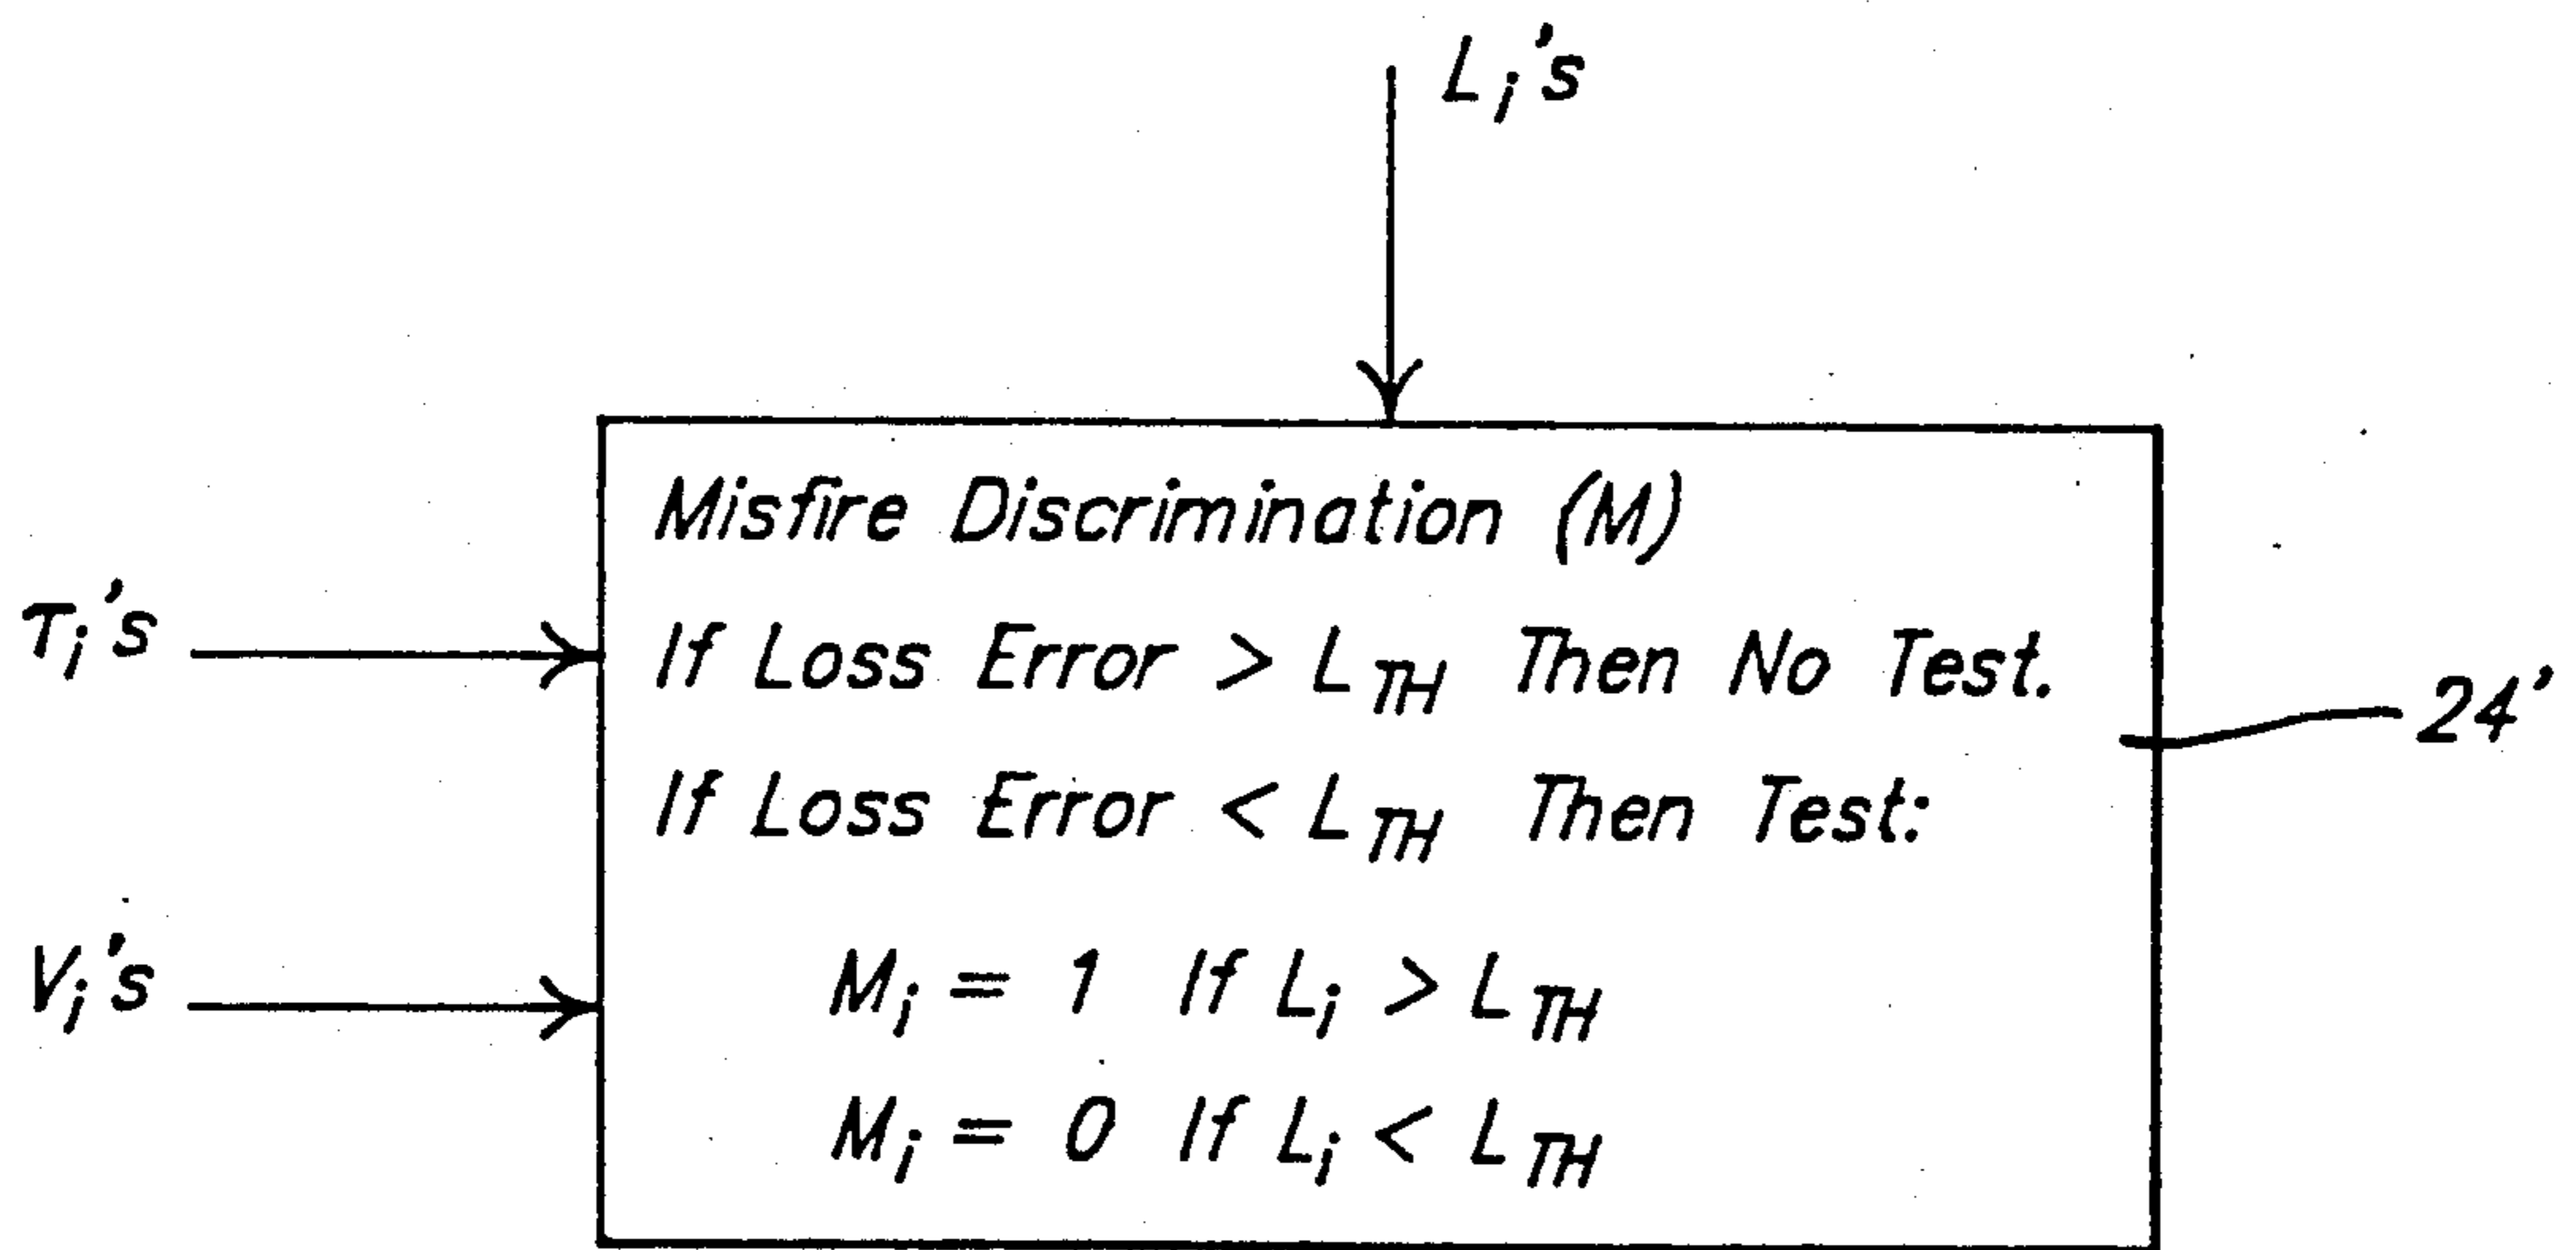 Lᵢ's
Misfire Discrimination (M)
τᵢ's
If Loss Error > L_TH Then No Test.
24'
If Loss Error < L_TH Then Test:
Vᵢ's
Mᵢ = 1 If Lᵢ > L_TH
Mᵢ = 0 If Lᵢ < L_TH